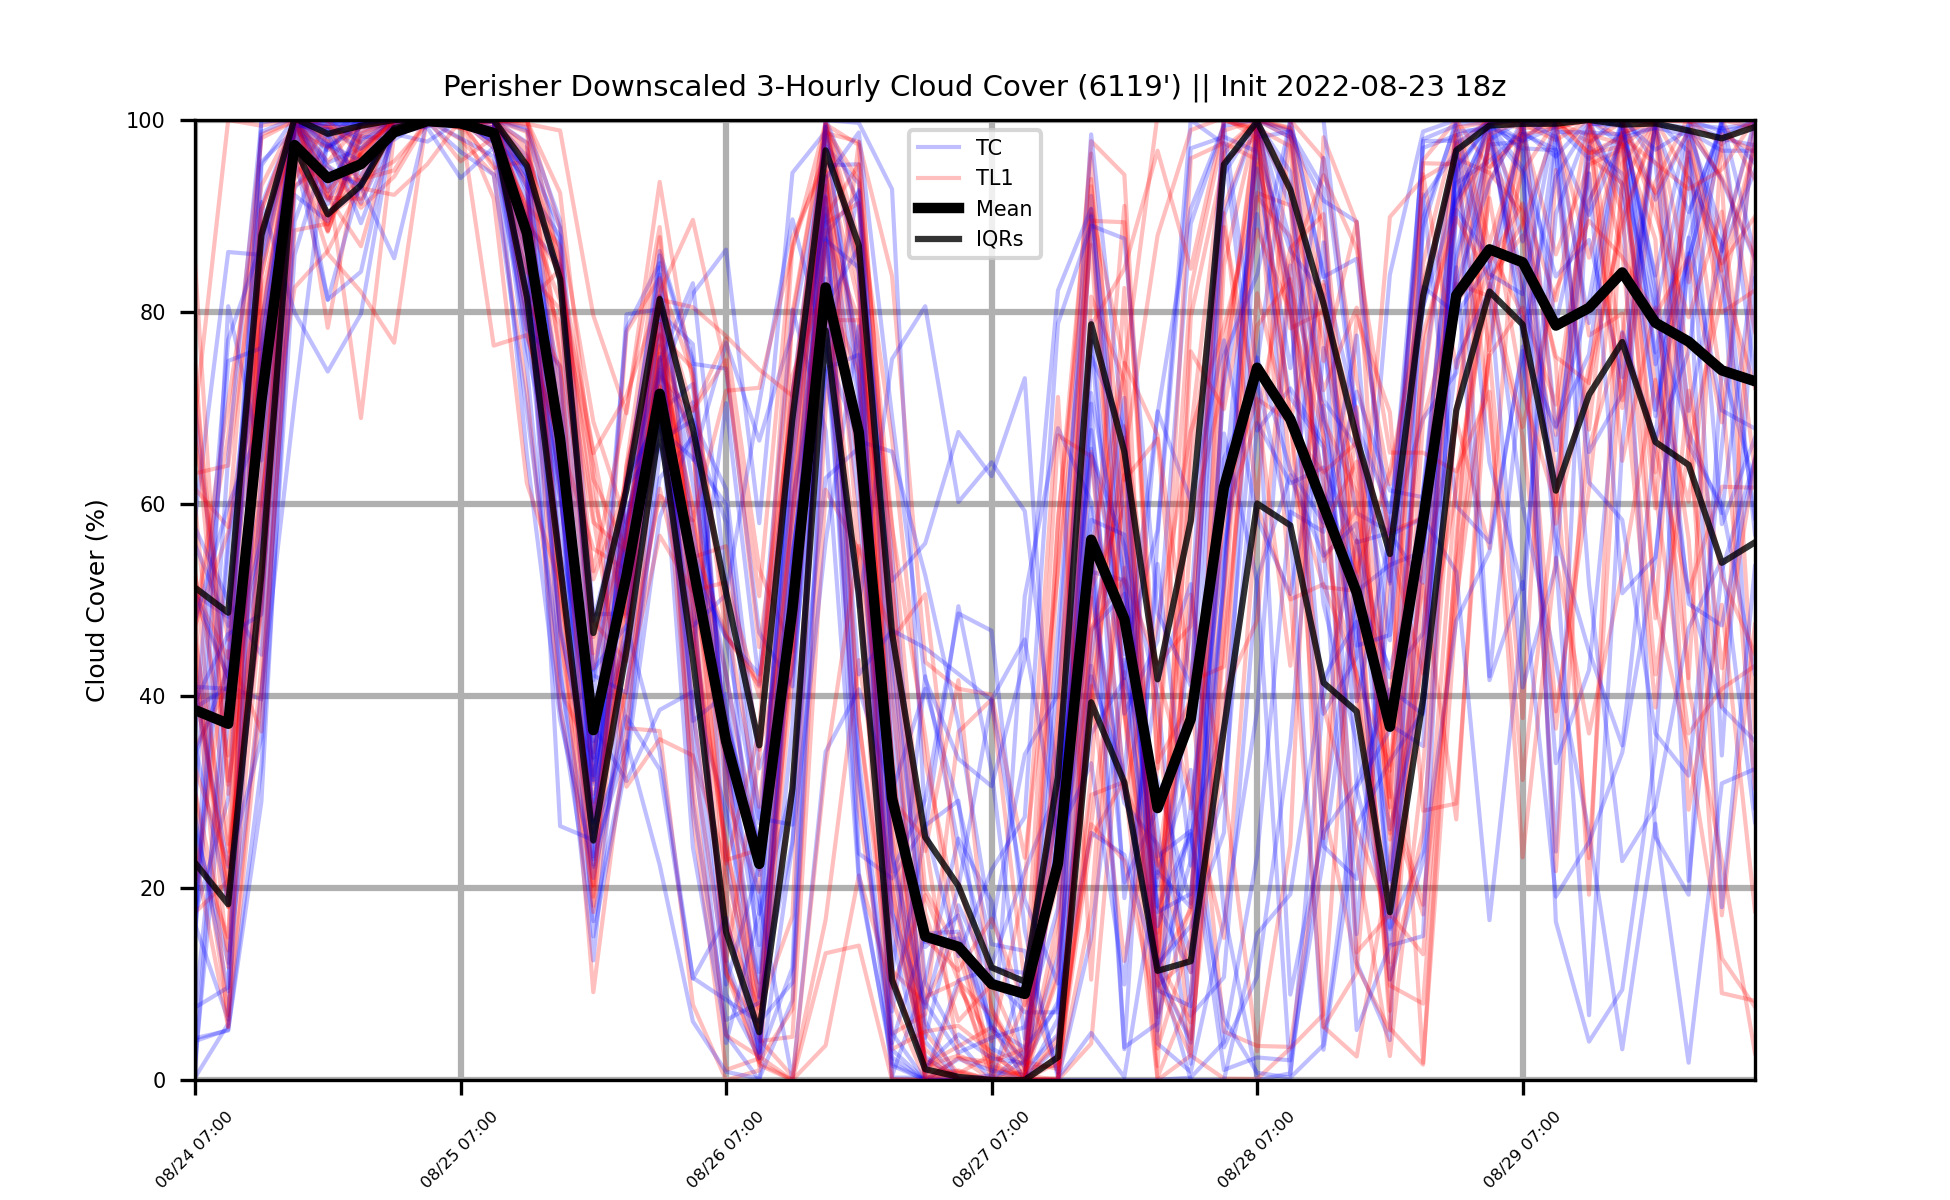 Perisher Downscaled 3-Hourly Cloud Cover (6119') || Init 2022-08-23 18z
Cloud Cover (%)
100
80
60
40
20
0
TC
TL1
Mean
IQRs
08/24 07:00
08/25 07:00
08/26 07:00
08/27 07:00
08/28 07:00
08/29 07:00